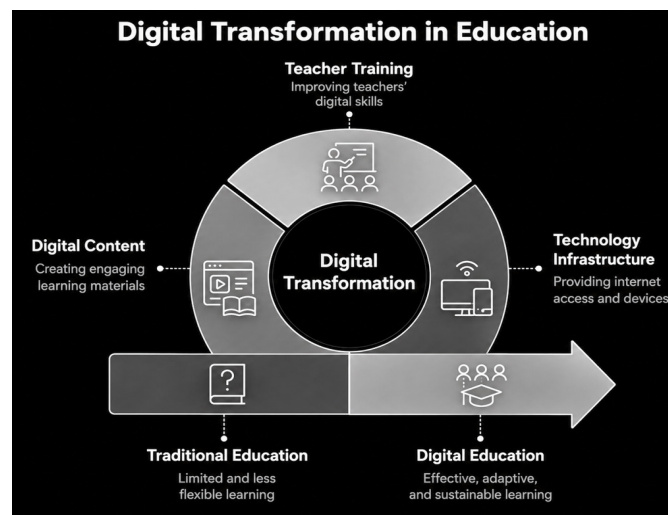 Digital Transformation in Education
Teacher Training
Improving teachers'
digital skills
Digital Content
Creating engaging
learning materials
Digital
Transformation
Technology
Infrastructure
Providing internet
access and devices
?
Traditional Education
Limited and less
flexible learning
Digital Education
Effective, adaptive,
and sustainable learning